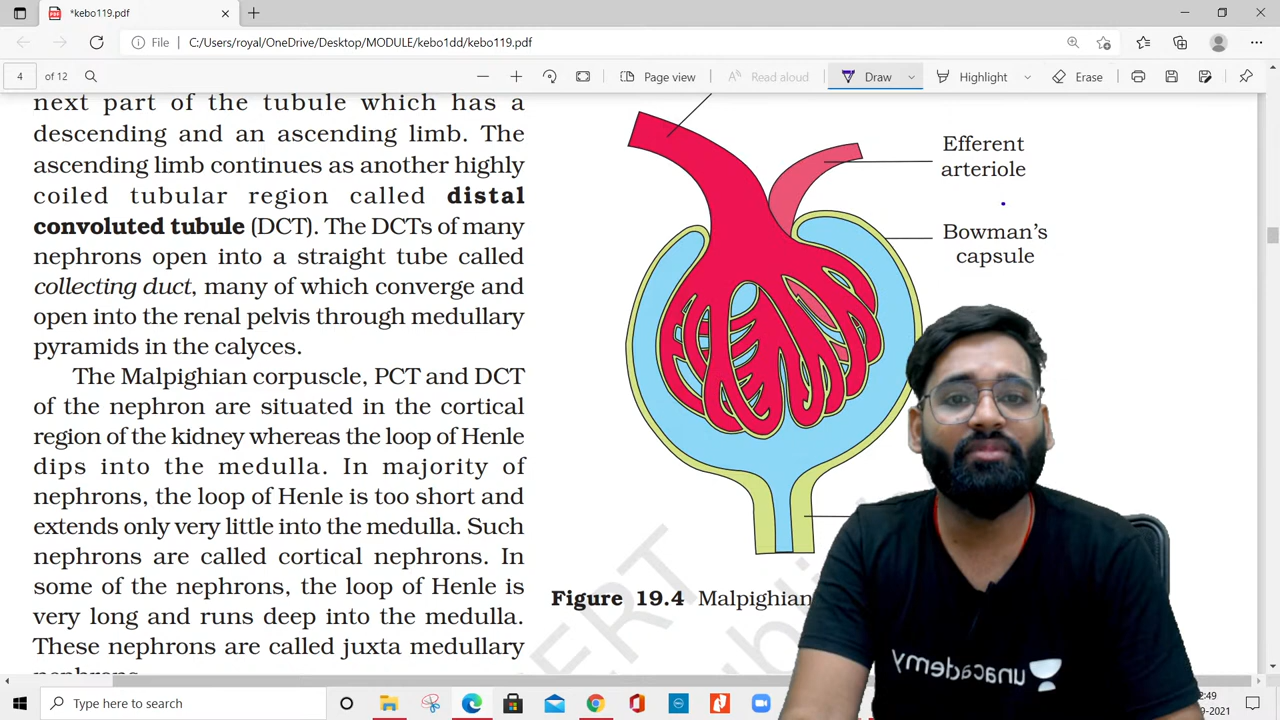 *kebo119.pdf
File
C:/Users/royal/OneDrive/Desktop/MODULE/kebo1dd/kebo119.pdf
4 of 12
Page view
Read aloud
Draw
Highlight
Erase
next part of the tubule which has a
descending and an ascending limb. The
ascending limb continues as another highly
coiled tubular region called distal
convoluted tubule (DCT). The DCTs of many
nephrons open into a straight tube called
collecting duct, many of which converge and
open into the renal pelvis through medullary
pyramids in the calyces.
The Malpighian corpuscle, PCT and DCT
of the nephron are situated in the cortical
region of the kidney whereas the loop of Henle
dips into the medulla. In majority of
nephrons, the loop of Henle is too short and
extends only very little into the medulla. Such
nephrons are called cortical nephrons. In
some of the nephrons, the loop of Henle is
very long and runs deep into the medulla.
These nephrons are called juxta medullary
nephrons.
Efferent
arteriole
Bowman's
capsule
Figure 19.4 Malpighian
unacademy
Type here to search